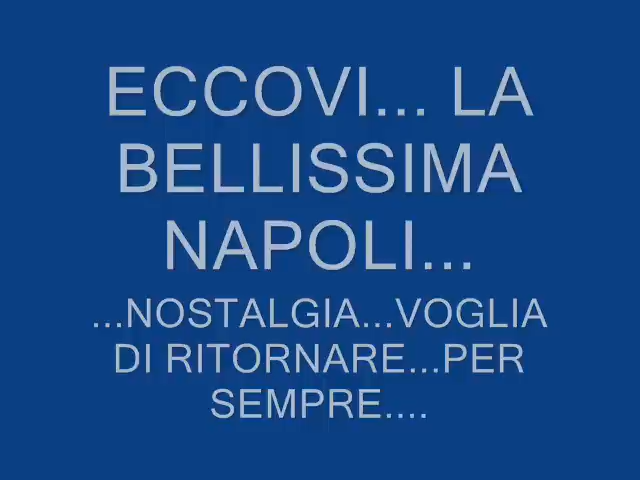 ECCOVI... LA
BELLISSIMA
NAPOLI...
...NOSTALGIA...VOGLIA
DI RITORNARE...PER
SEMPRE....